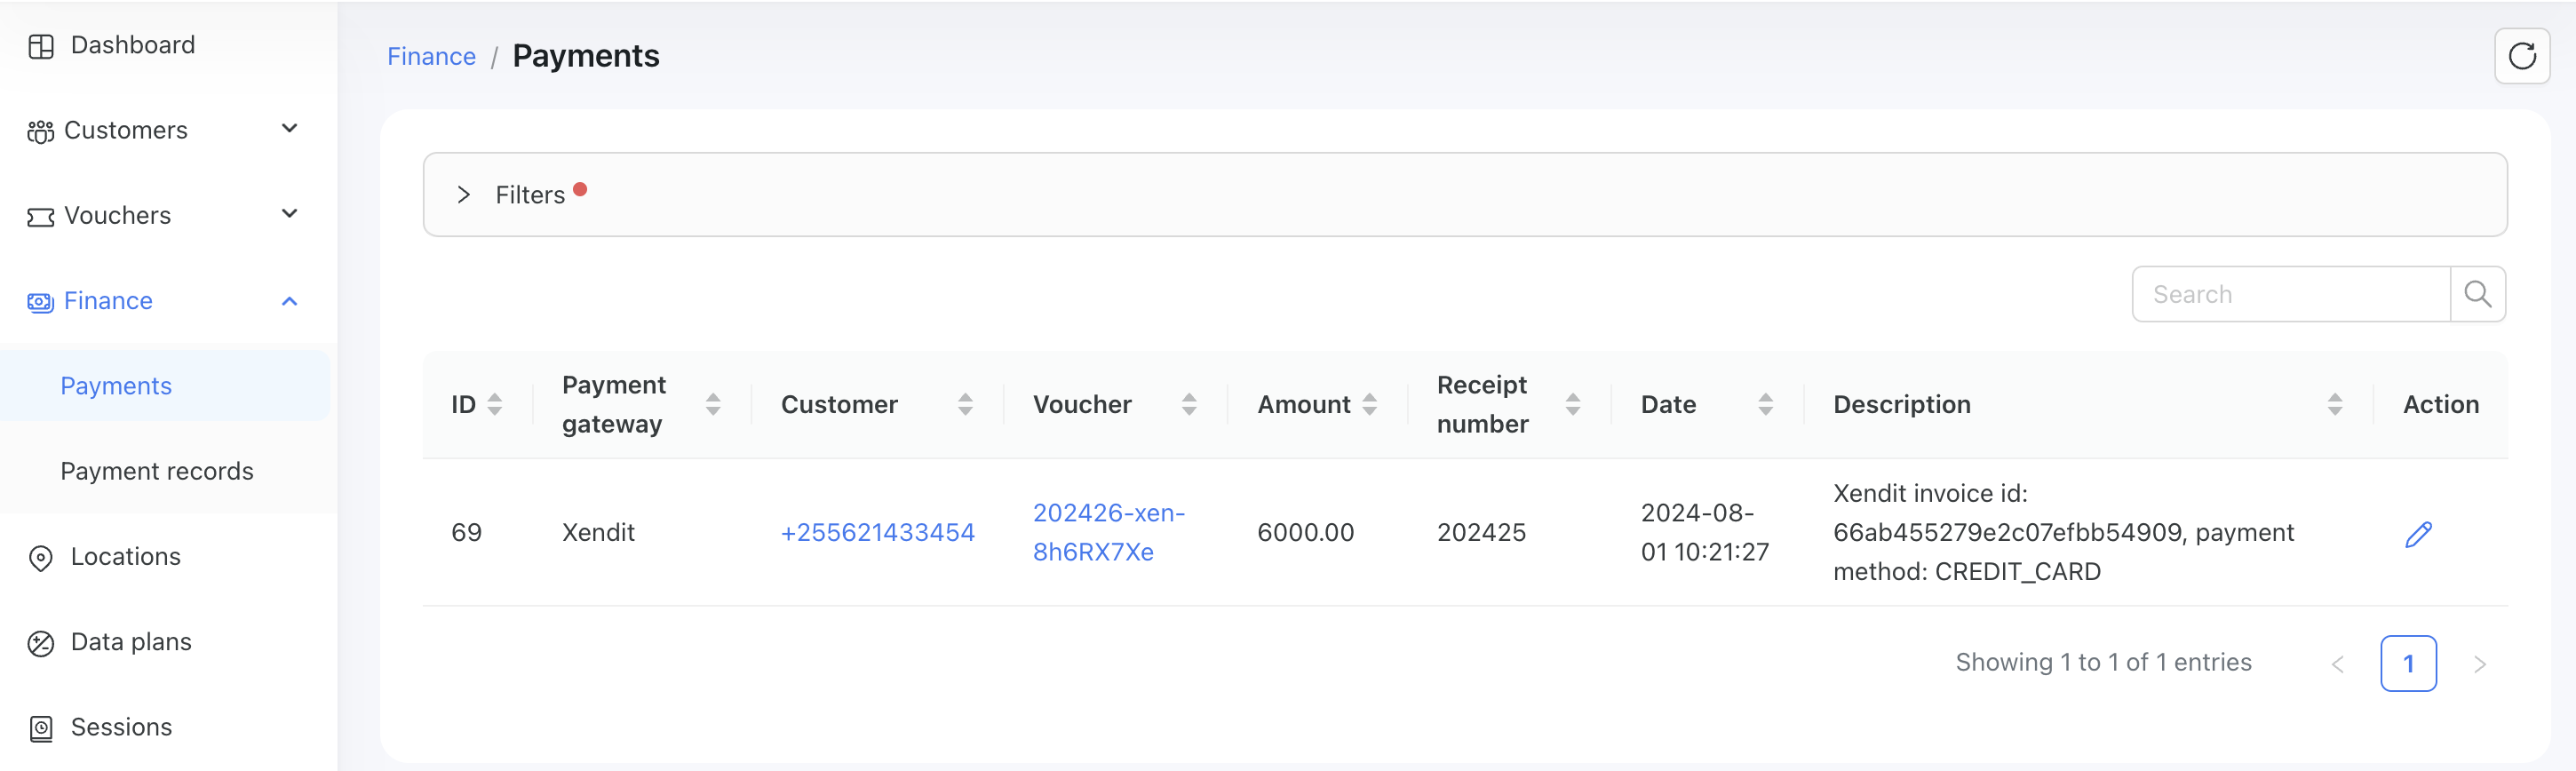 Dashboard
Customers
Vouchers
Finance
Payments
Payment records
Locations
Data plans
Sessions
Finance / Payments
Filters
Search
ID
Payment
gateway
Customer
Voucher
Amount
Receipt
number
Date
Description
Action
69
Xendit
+255621433454
202426-xen-
8h6RX7Xe
6000.00
202425
2024-08-
01 10:21:27
Xendit invoice id:
66ab455279e2c07efbb54909, payment
method: CREDIT_CARD
Showing 1 to 1 of 1 entries
1